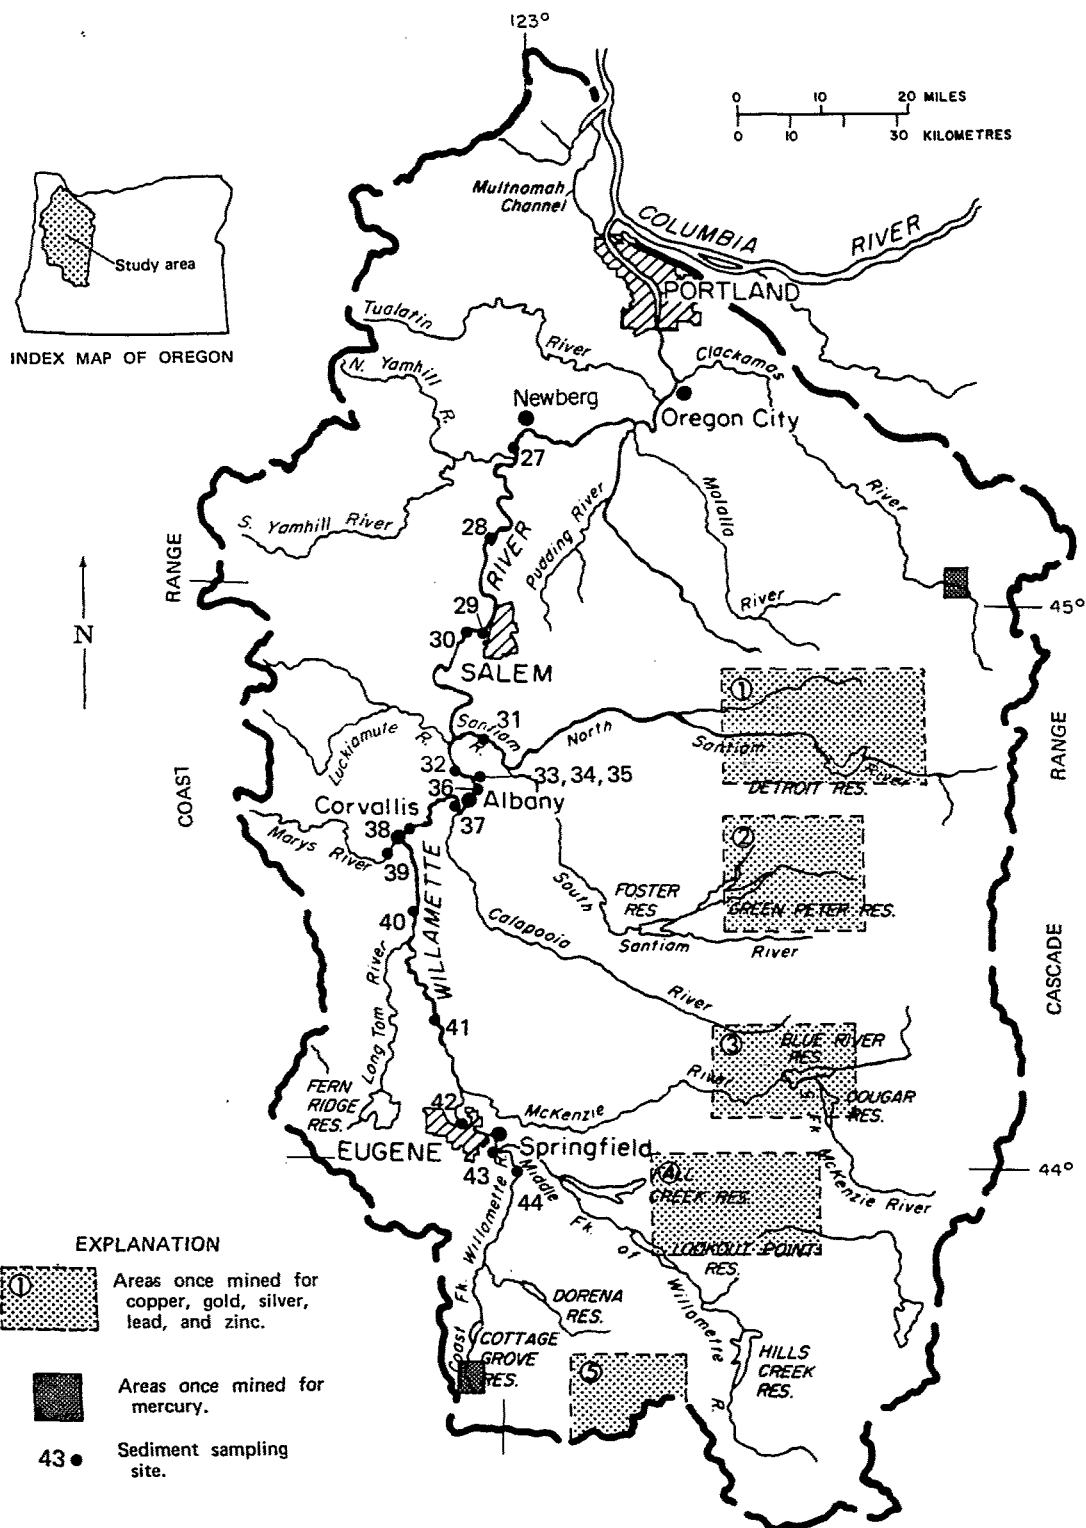 123°
0 10 20 MILES
0 10 30 KILOMETRES
Multnomah
Channel
COLUMBIA RIVER
Study area
INDEX MAP OF OREGON
PORTLAND
Tualatin River
Clackamas River
N. Yamhill R.
Newberg
Oregon City
27
Molalla River
Pudding River
S. Yamhill River
28
RANGE
COAST
N
45°
29
30
SALEM
WILLAMETTE RIVER
①
31
Santiam R.
North Santiam River
Luckiamute R.
32
33, 34, 35
DETROIT RES.
RANGE
CASCADE
36
Albany
Corvallis
37
38
Marys River
39
②
South Santiam River
FOSTER
RES
GREEN PETER RES.
40
Calapooia River
Long Tom River
41
③
BLUE RIVER
RES.
McKenzie River
COUGAR
RES.
S. Fk McKenzie River
FERN
RIDGE
RES.
42
EUGENE
Springfield
43
44
44°
④
FALL
CREEK RES.
Middle Fk. of Willamette R.
LOOKOUT POINT
RES.
Coast Fk. Willamette R.
DORENA
RES.
COTTAGE
GROVE
RES.
HILLS
CREEK
RES.
⑤
EXPLANATION
①
Areas once mined for
copper, gold, silver,
lead, and zinc.
Areas once mined for
mercury.
43
Sediment sampling
site.